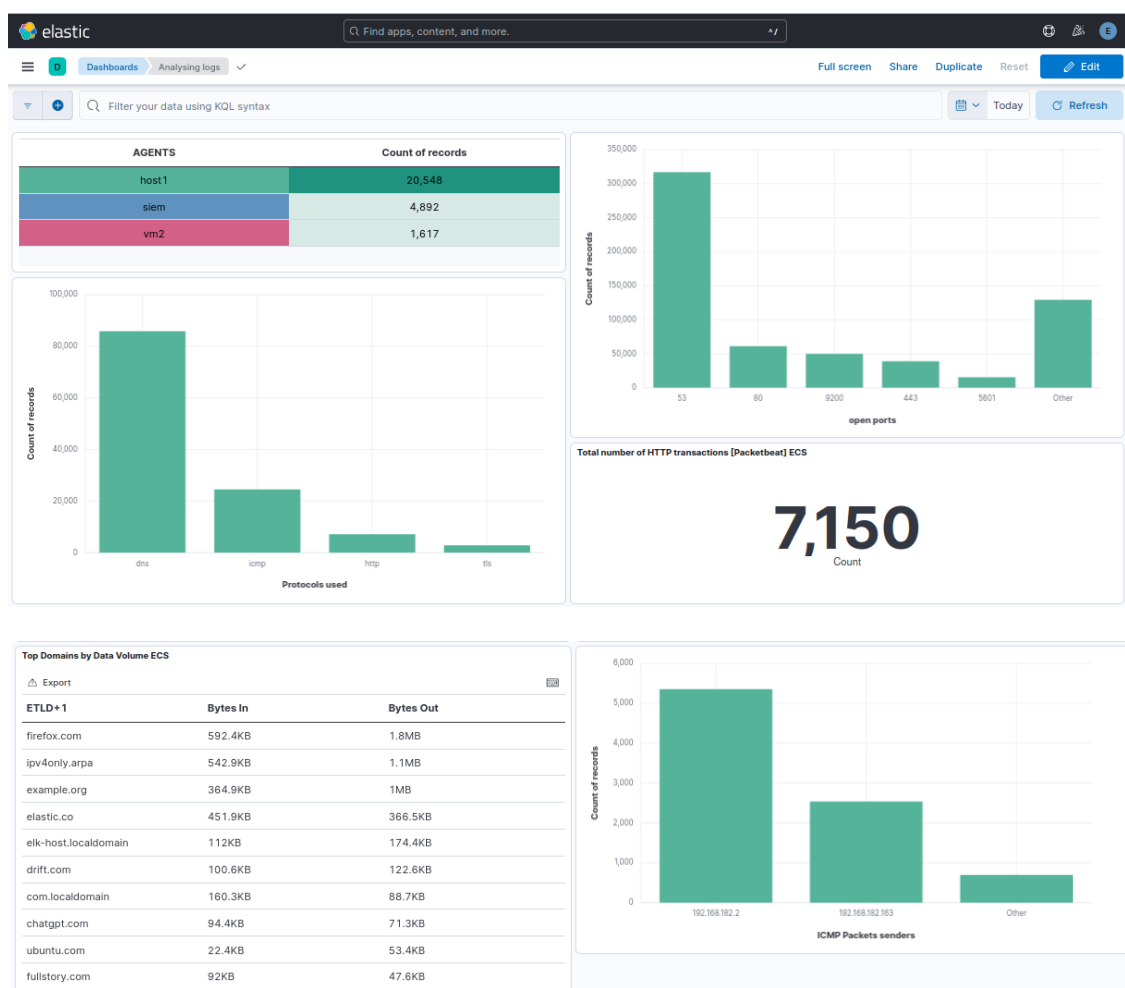 elastic
Find apps, content, and more.
^/
E
D
Dashboards
Analysing logs
Full screen
Share
Duplicate
Reset
Edit
Filter your data using KQL syntax
Today
Refresh
AGENTS Count of records
host1 20,548
siem 4,892
vm2 1,617
350,000
300,000
250,000
200,000
150,000
100,000
50,000
0
Count of records
53 80 9200 443 5601 Other
open ports
100,000
80,000
60,000
40,000
20,000
0
Count of records
dns icmp http tls
Protocols used
Total number of HTTP transactions [Packetbeat] ECS
7,150
Count
Top Domains by Data Volume ECS
Export
ETLD+1 Bytes In Bytes Out
firefox.com 592.4KB 1.8MB
ipv4only.arpa 542.9KB 1.1MB
example.org 364.9KB 1MB
elastic.co 451.9KB 366.5KB
elk-host.localdomain 112KB 174.4KB
drift.com 100.6KB 122.6KB
com.localdomain 160.3KB 88.7KB
chatgpt.com 94.4KB 71.3KB
ubuntu.com 22.4KB 53.4KB
fullstory.com 92KB 47.6KB
6,000
5,000
4,000
3,000
2,000
1,000
0
Count of records
192.168.182.2 192.168.182.163 Other
ICMP Packets senders